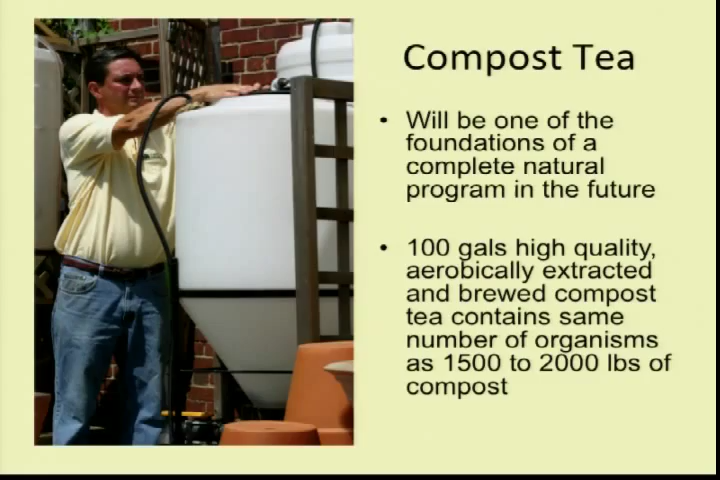 Compost Tea
• Will be one of the
foundations of a
complete natural
program in the future
• 100 gals high quality,
aerobically extracted
and brewed compost
tea contains same
number of organisms
as 1500 to 2000 lbs of
compost